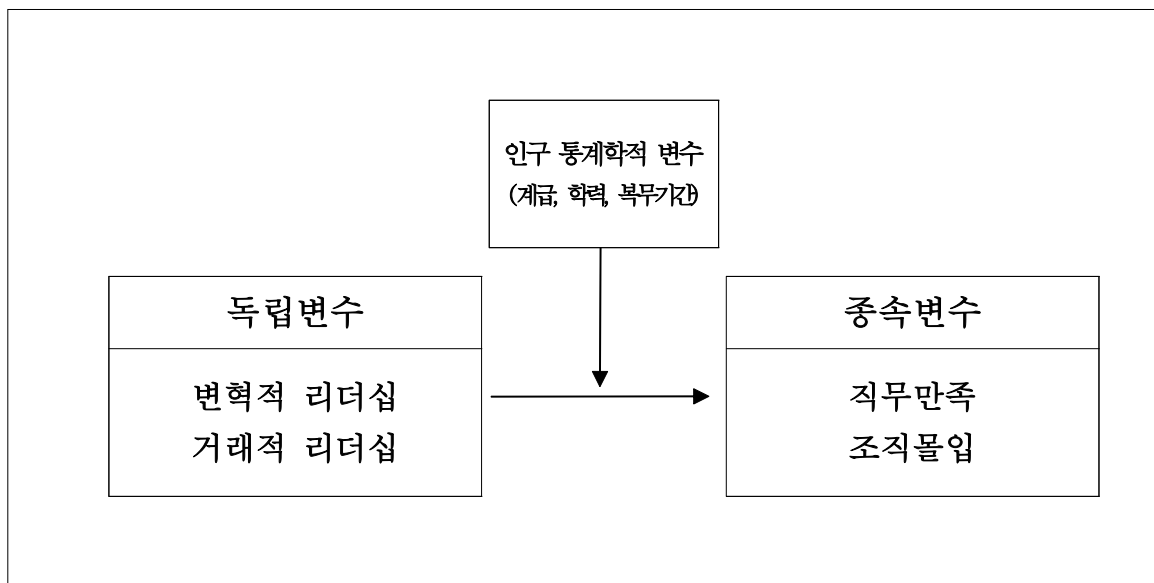 인구 통계학적 변수
(계급, 학력, 복무기간)
독립변수
변혁적 리더십
거래적 리더십
종속변수
직무만족
조직몰입